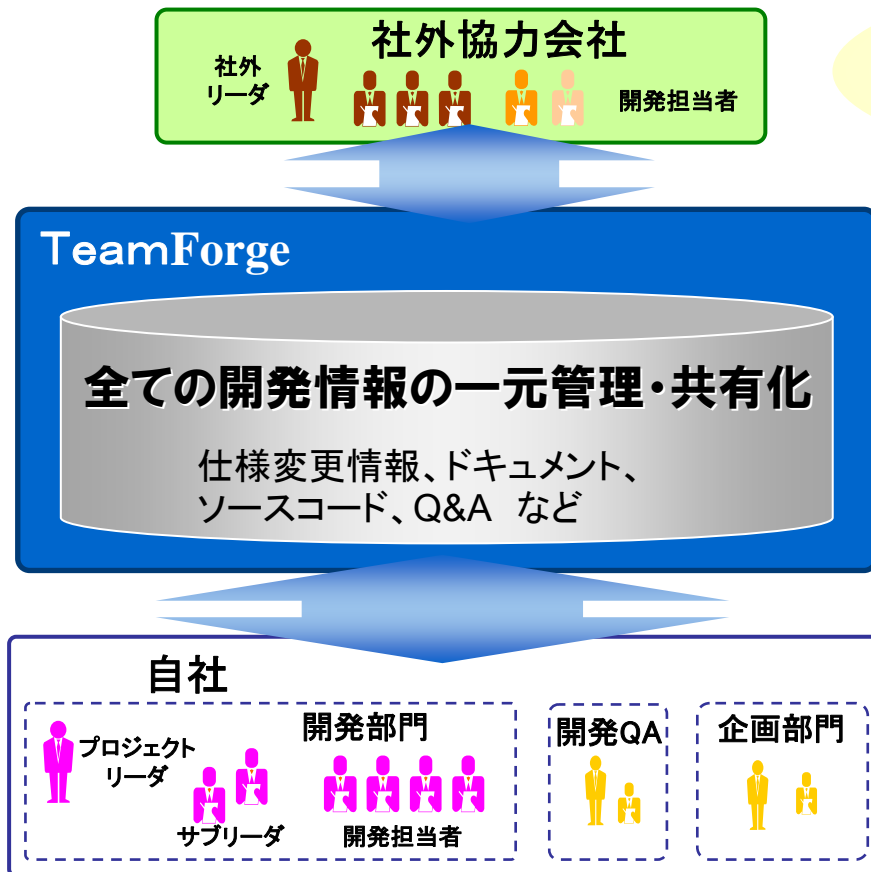 社外協力会社
社外
リーダ
開発担当者
TeamForge
全ての開発情報の一元管理・共有化
仕様変更情報、ドキュメント、
ソースコード、Q&A など
自社
開発部門
プロジェクト
リーダ
サブリーダ
開発担当者
開発QA
企画部門